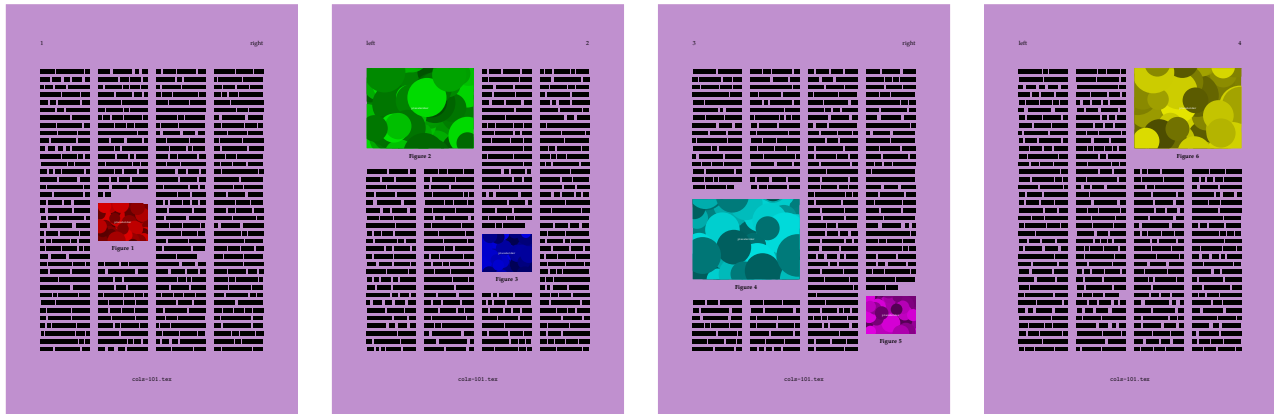 1 right
Figure 1
cols-101.tex
left 2
Figure 2
Figure 3
cols-101.tex
3 right
Figure 4
Figure 5
cols-101.tex
left 4
Figure 6
cols-101.tex